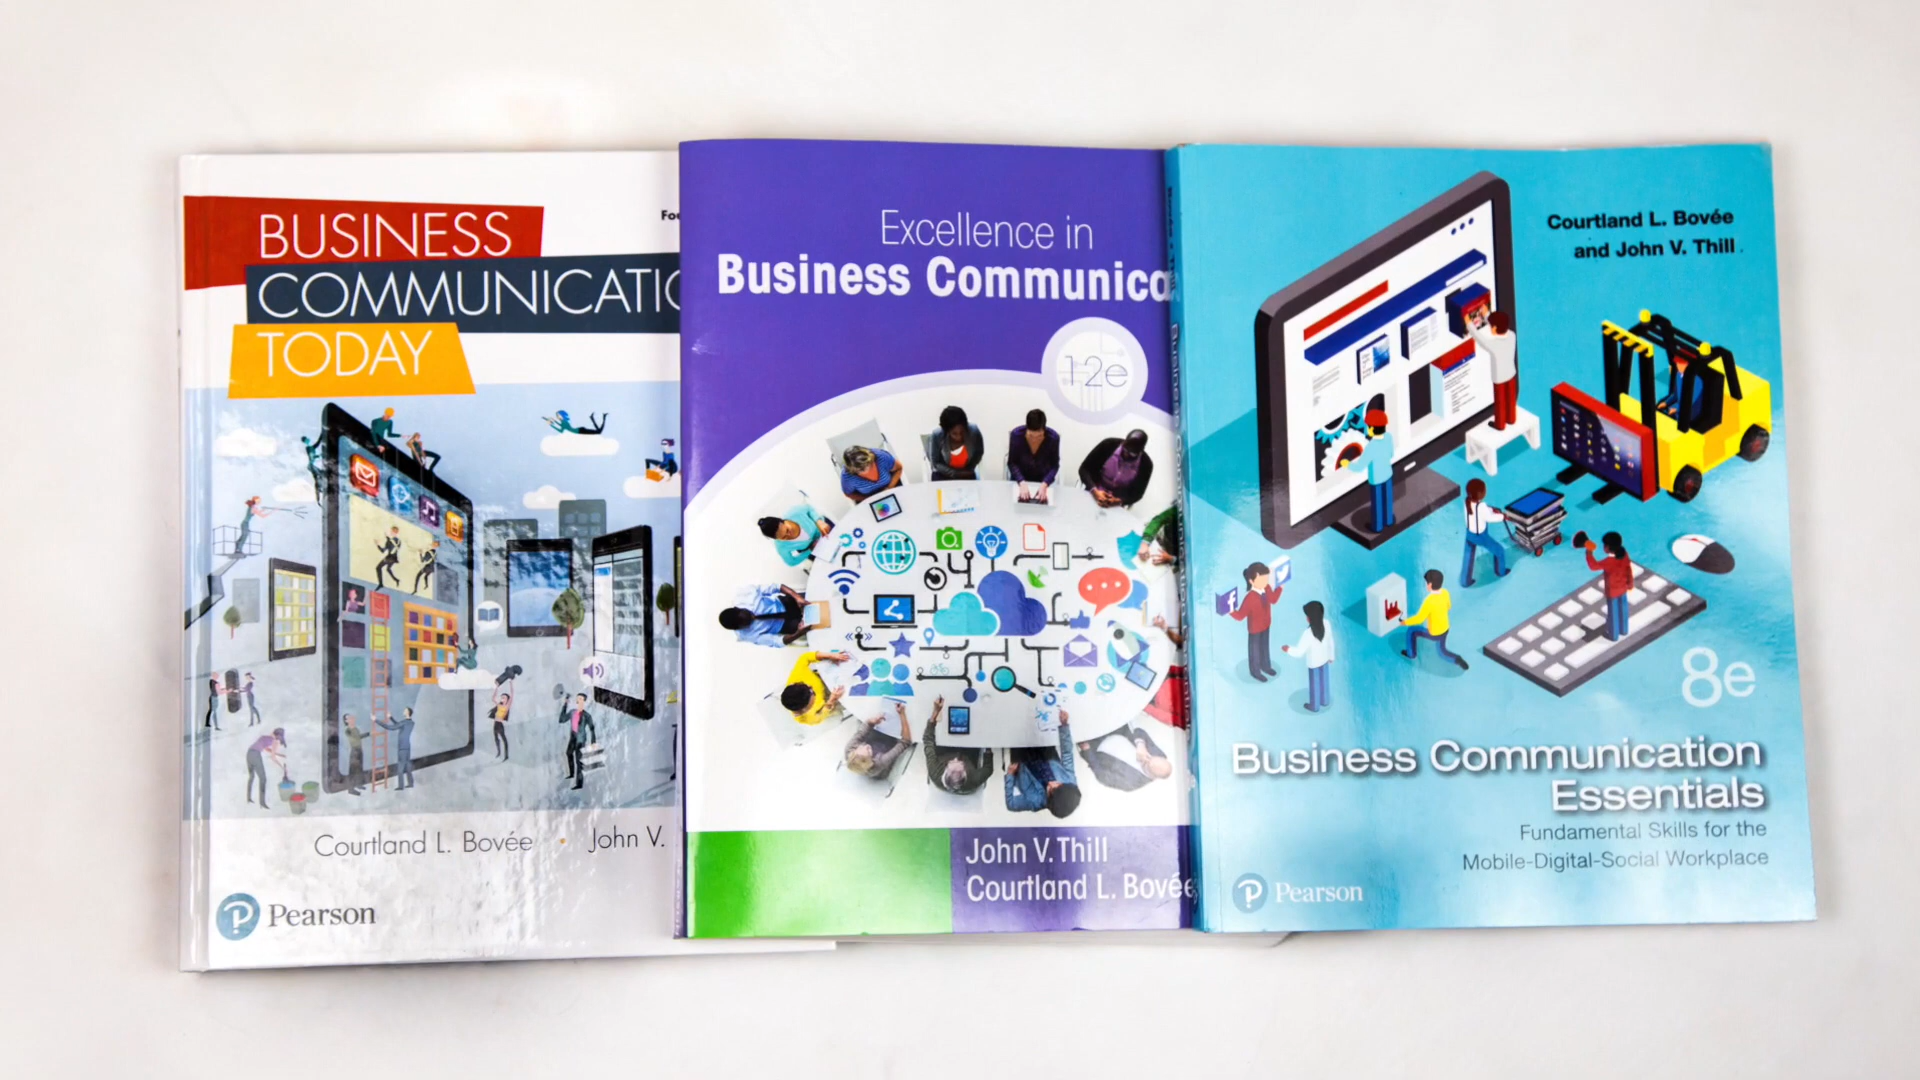 BUSINESS
COMMUNICATIO
TODAY
Courtland L. Bovée · John V.
Pearson
Excellence in
Business Communica
12e
John V. Thill
Courtland L. Bovée
Courtland L. Bovée
and John V. Thill
8e
Business Communication
Essentials
Fundamental Skills for the
Mobile-Digital-Social Workplace
Pearson